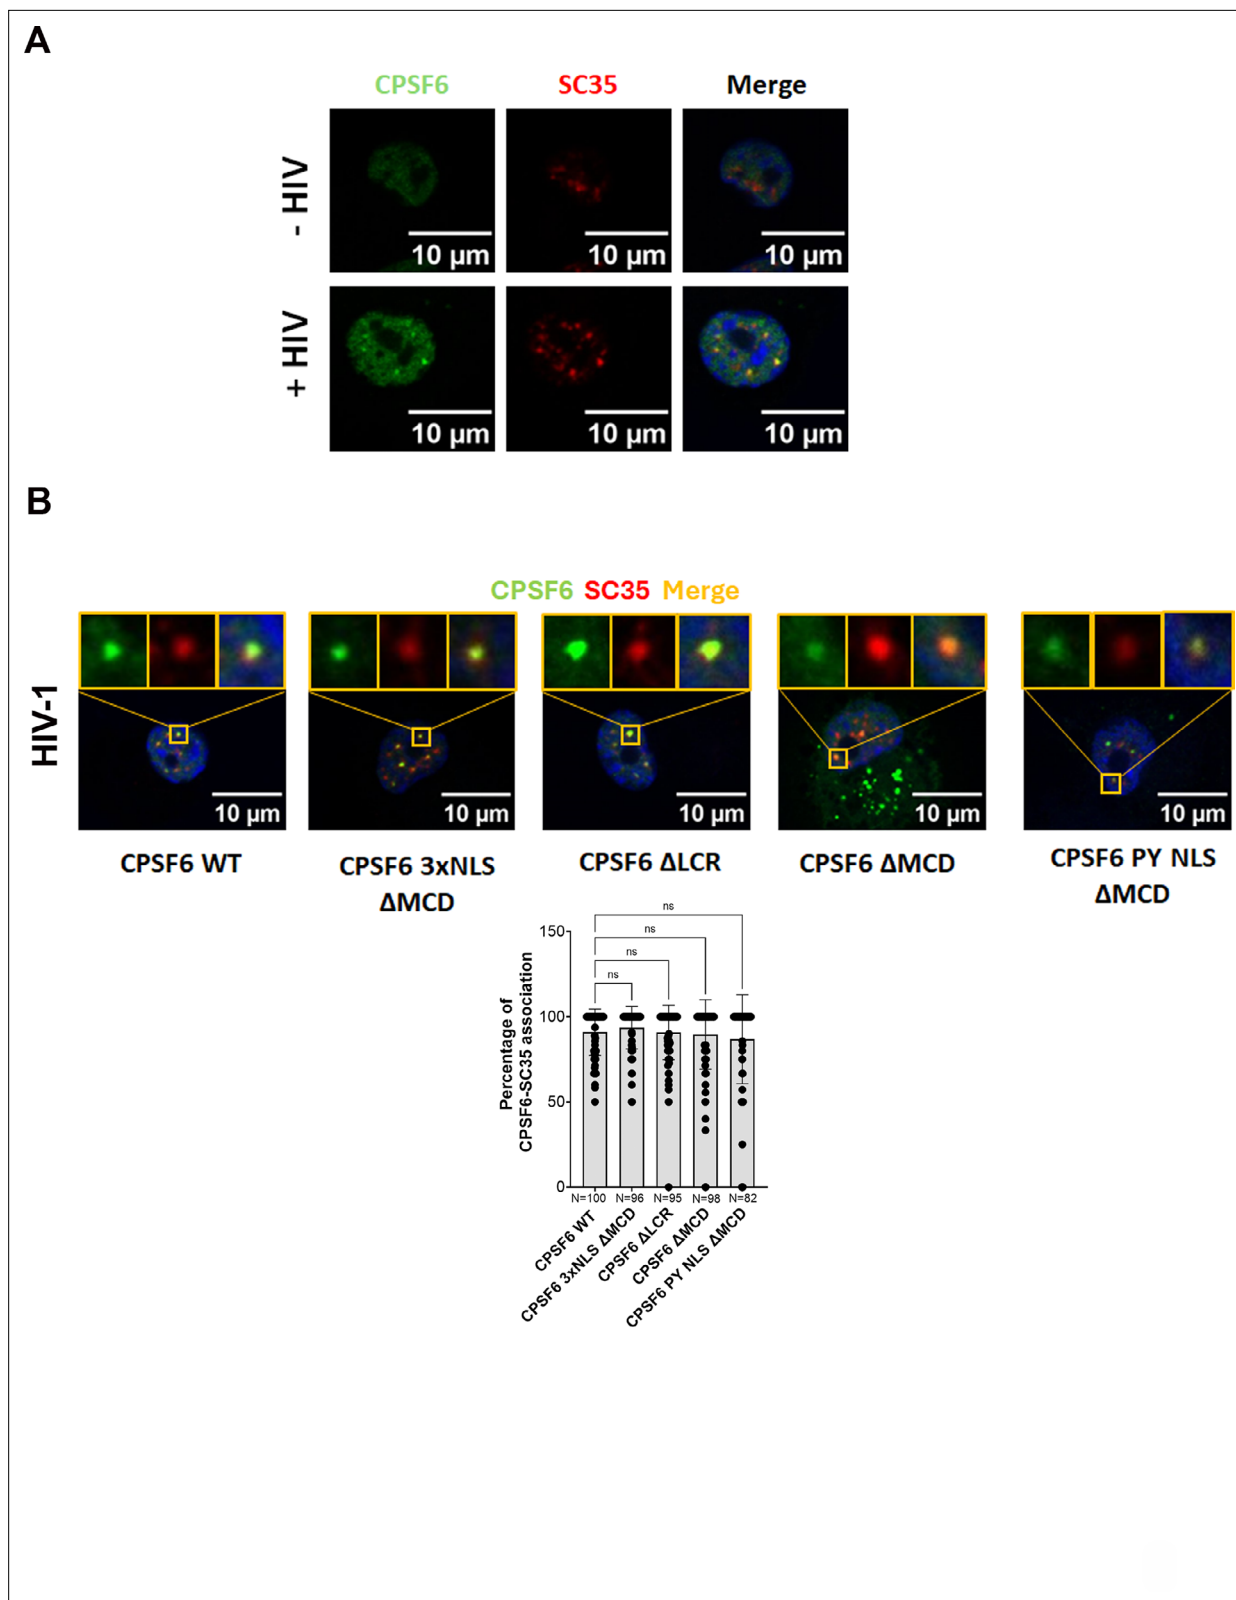 A
CPSF6 SC35 Merge
- HIV
10 µm 10 µm 10 µm
+ HIV
10 µm 10 µm 10 µm
B
CPSF6 SC35 Merge
HIV-1
10 µm 10 µm 10 µm 10 µm 10 µm
CPSF6 WT
CPSF6 3xNLS
ΔMCD
CPSF6 ΔLCR
CPSF6 ΔMCD
CPSF6 PY NLS
ΔMCD
Percentage of
CPSF6-SC35 association
150
100
50
0
ns
ns
ns
ns
N=100 N=96 N=95 N=98 N=82
CPSF6 WT
CPSF6 3xNLS ΔMCD
CPSF6 ΔLCR
CPSF6 ΔMCD
CPSF6 PY NLS ΔMCD